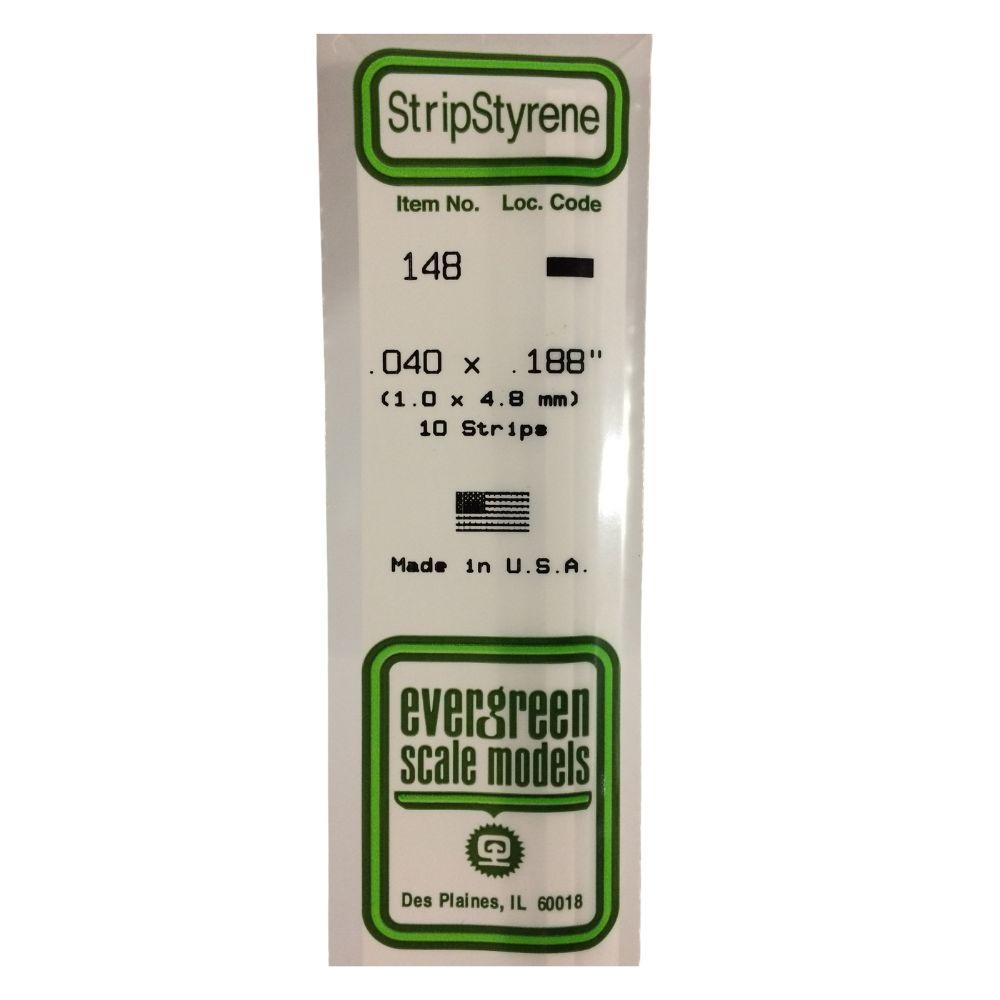 StripStyrene
Item No. Loc. Code
148
.040 x .188"
(1.0 x 4.8 mm)
10 Strips
Made in U.S.A.
evergreen
scale models
Des Plaines, IL 60018